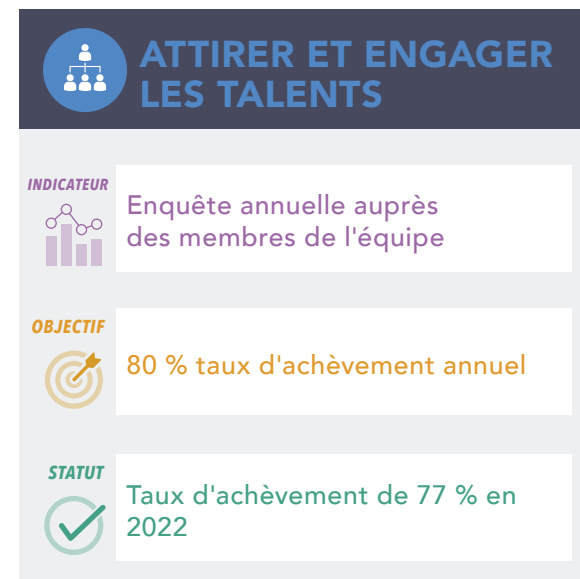 ATTIRER ET ENGAGER
LES TALENTS
INDICATEUR
Enquête annuelle auprès
des membres de l'équipe
OBJECTIF
80 % taux d'achèvement annuel
STATUT
Taux d'achèvement de 77 % en
2022